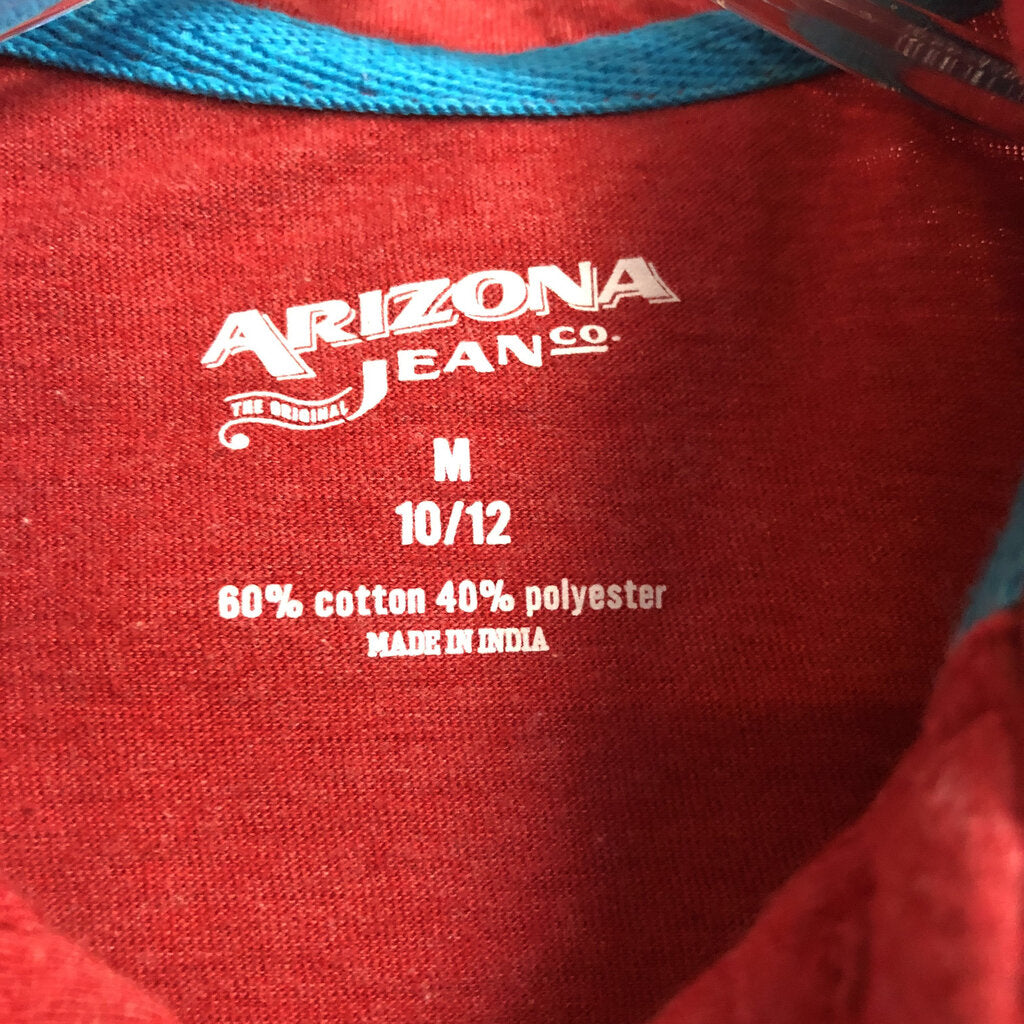 ARIZONA
JEAN CO.
THE ORIGINAL
M
10/12
60% cotton 40% polyester
MADE IN INDIA